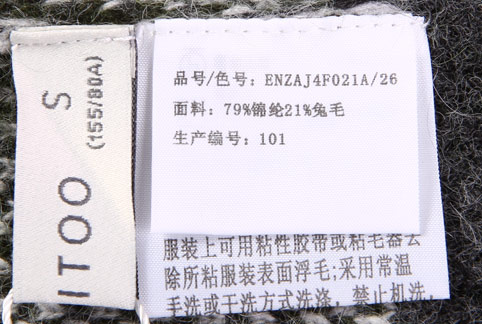 S
(155/80A)
ITOO
品号/色号: ENZAJ4F021A/26
面料: 79%锦纶21%兔毛
生产编号: 101
服装上可用粘性胶带或粘毛器去
除所粘服装表面浮毛;采用常温
手洗或干洗方式洗涤,禁止机洗,